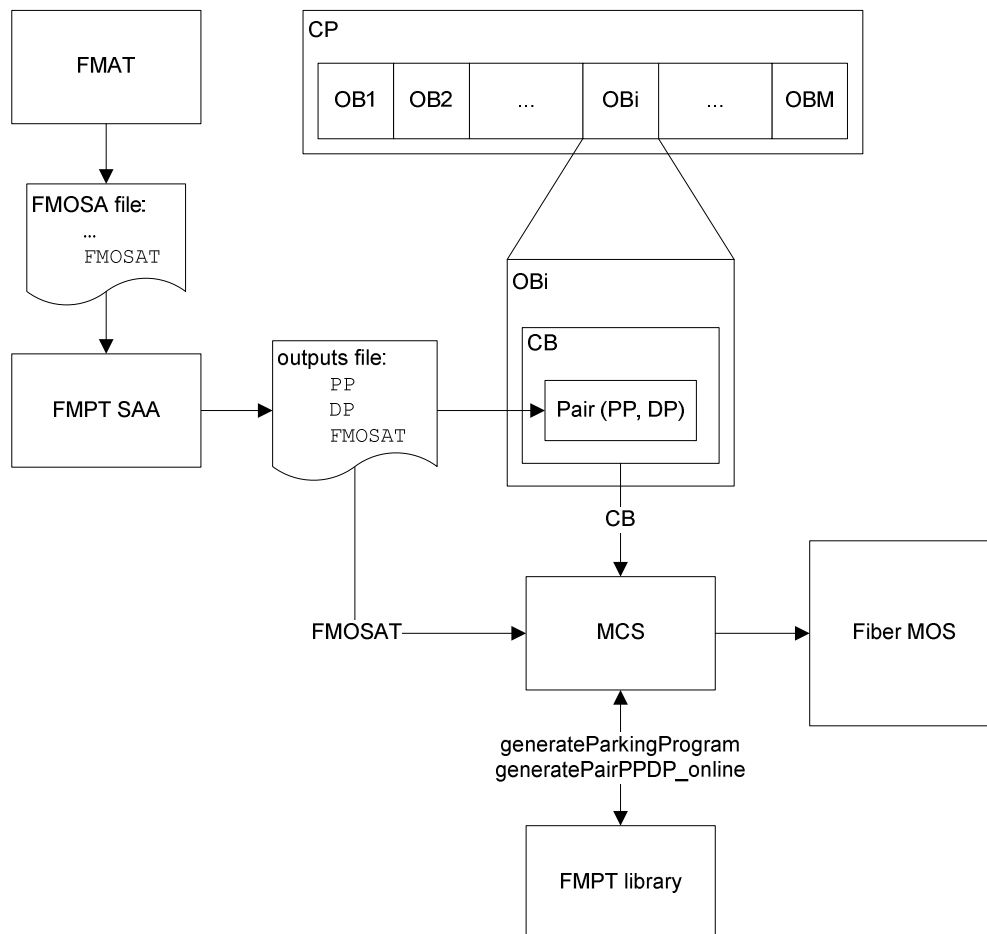 FMAT
CP
OB1 OB2 ... OBi ... OBM
FMOSA file:
...
FMOSAT
OBi
CB
Pair (PP, DP)
FMPT SAA
outputs file:
PP
DP
FMOSAT
CB
FMOSAT
MCS
Fiber MOS
generateParkingProgram
generatePairPPDP_online
FMPT library